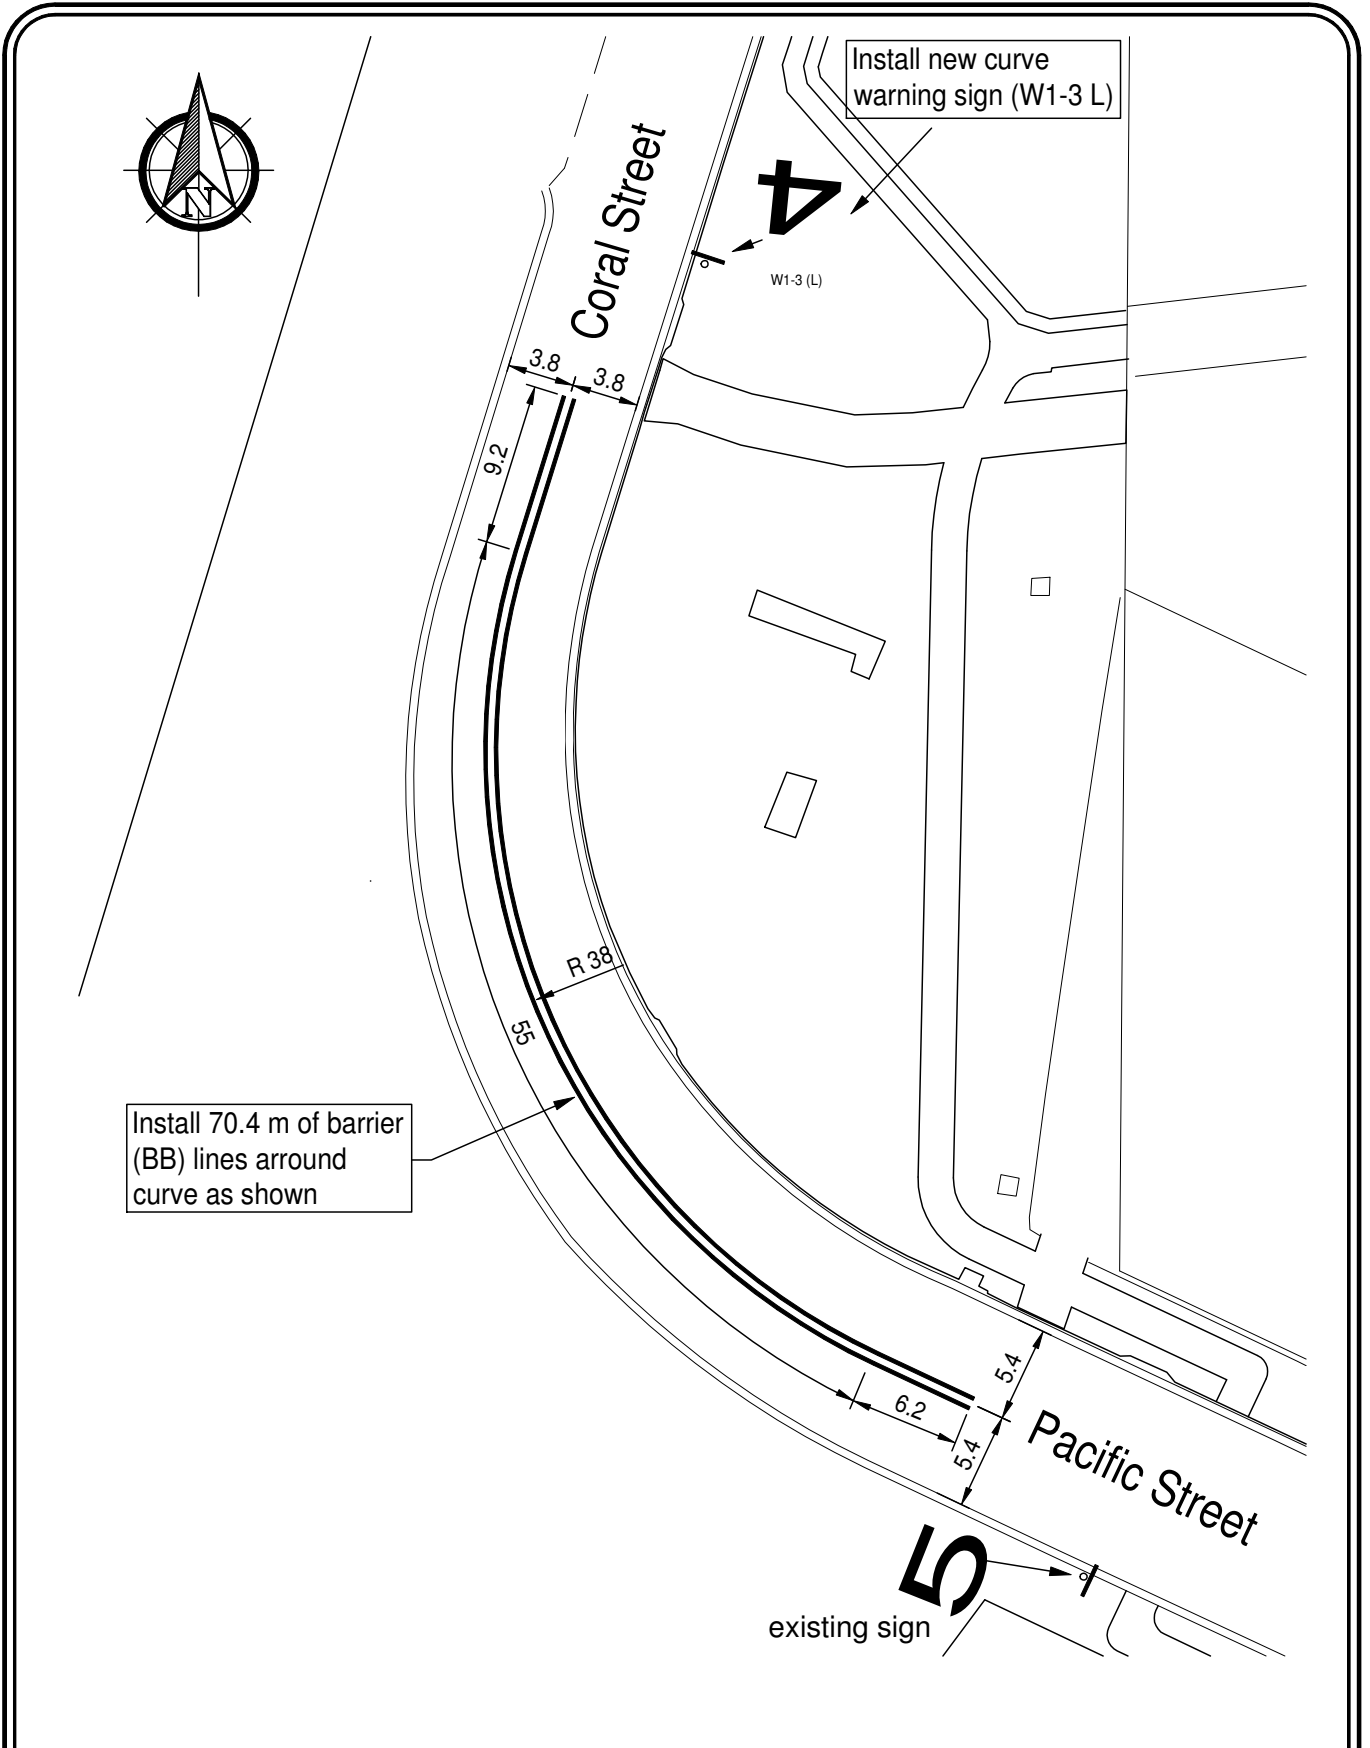 Install new curve
warning sign (W1-3 L)
N
Coral Street
4
W1-3 (L)
3.8
3.8
9.2
R 38
55
Install 70.4 m of barrier
(BB) lines arround
curve as shown
5.4
6.2
5.4
Pacific Street
5
existing sign